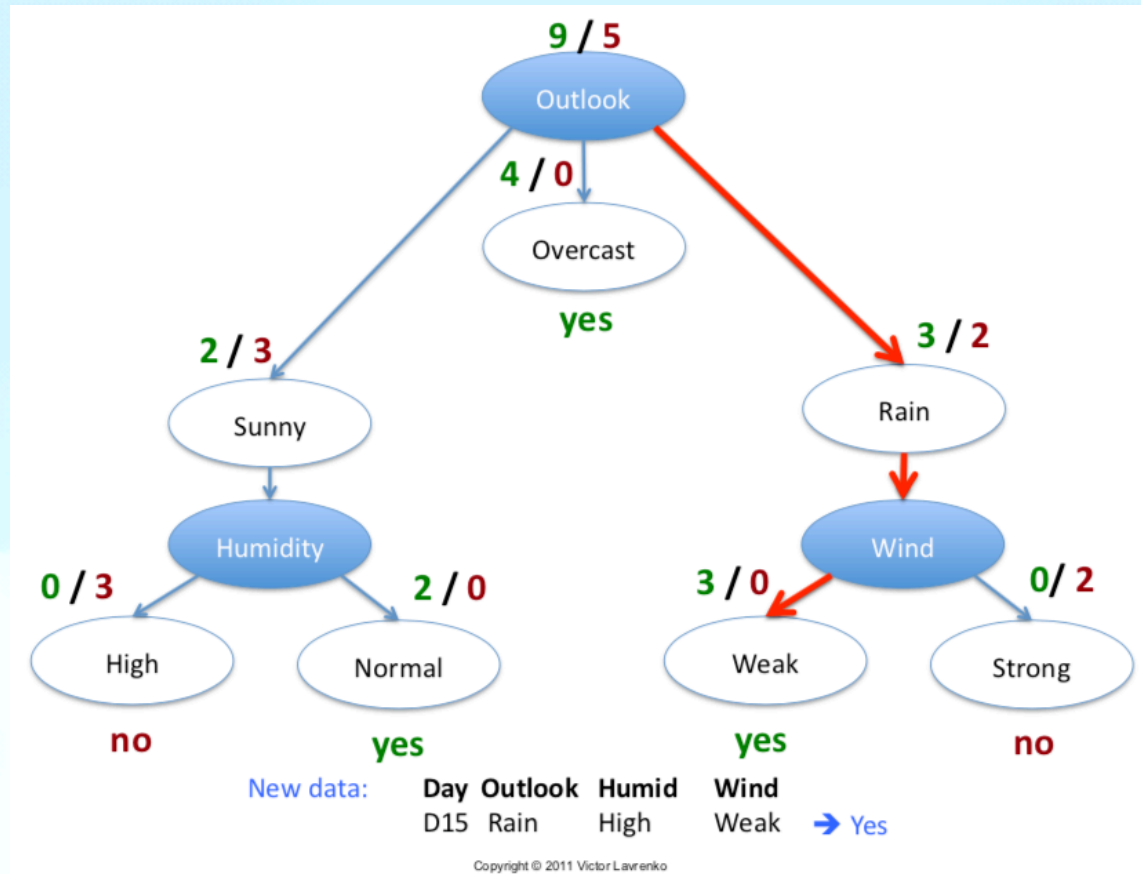 9 / 5
Outlook
4 / 0
Overcast
yes
2 / 3
3 / 2
Sunny
Rain
Humidity
Wind
0 / 3
2 / 0
3 / 0
0/ 2
High
Normal
Weak
Strong
no
yes
yes
no
New data: Day Outlook Humid Wind
D15 Rain High Weak ➔ Yes
Copyright © 2011 Victor Lavrenko